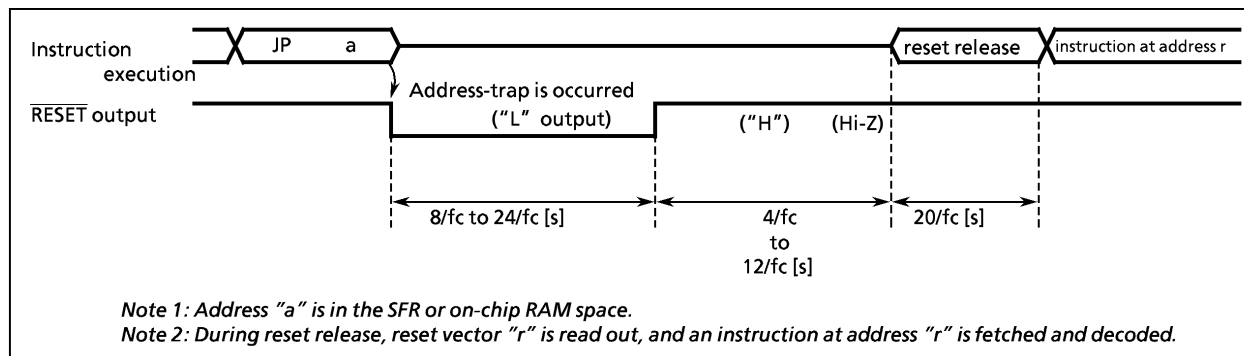 JP a
reset release
instruction at address r
Instruction
execution
Address-trap is occurred
RESET output
("L" output)
("H")
(Hi-Z)
8/fc to 24/fc [s]
4/fc
20/fc [s]
to
12/fc [s]
Note 1: Address "a" is in the SFR or on-chip RAM space.
Note 2: During reset release, reset vector "r" is read out, and an instruction at address "r" is fetched and decoded.